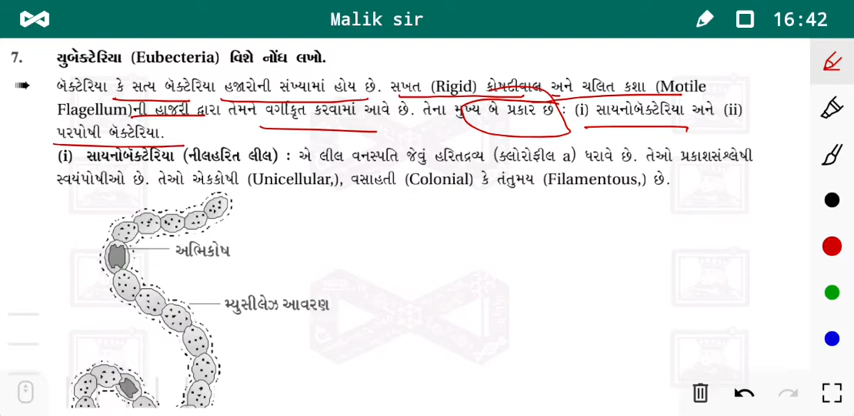 Malik sir
16:42
7. યુબૅક્ટેરિયા (Eubecteria) વિશે નોંધ લખો.
બૅક્ટેરિયા કે સત્ય બૅક્ટેરિયા હજારોની સંખ્યામાં હોય છે. સખત (Rigid) કોષદીવાલ અને ચલિત કશા (Motile
Flagellum)ની હાજરી દ્વારા તેમને વર્ગીકૃત કરવામાં આવે છે. તેના મુખ્ય બે પ્રકાર છે : (i) સાયનોબૅક્ટેરિયા અને (ii)
પરપોષી બૅક્ટેરિયા.
(i) સાયનોબૅક્ટેરિયા (નીલહરિત લીલ) : એ લીલ વનસ્પતિ જેવું હરિતદ્રવ્ય (ક્લોરોફીલ a) ધરાવે છે. તેઓ પ્રકાશસંશ્લેષી
સ્વયંપોષીઓ છે. તેઓ એકકોષી (Unicellular,), વસાહતી (Colonial) કે તંતુમય (Filamentous,) છે.
અભિકોષ
મ્યુસીલેઝ આવરણ